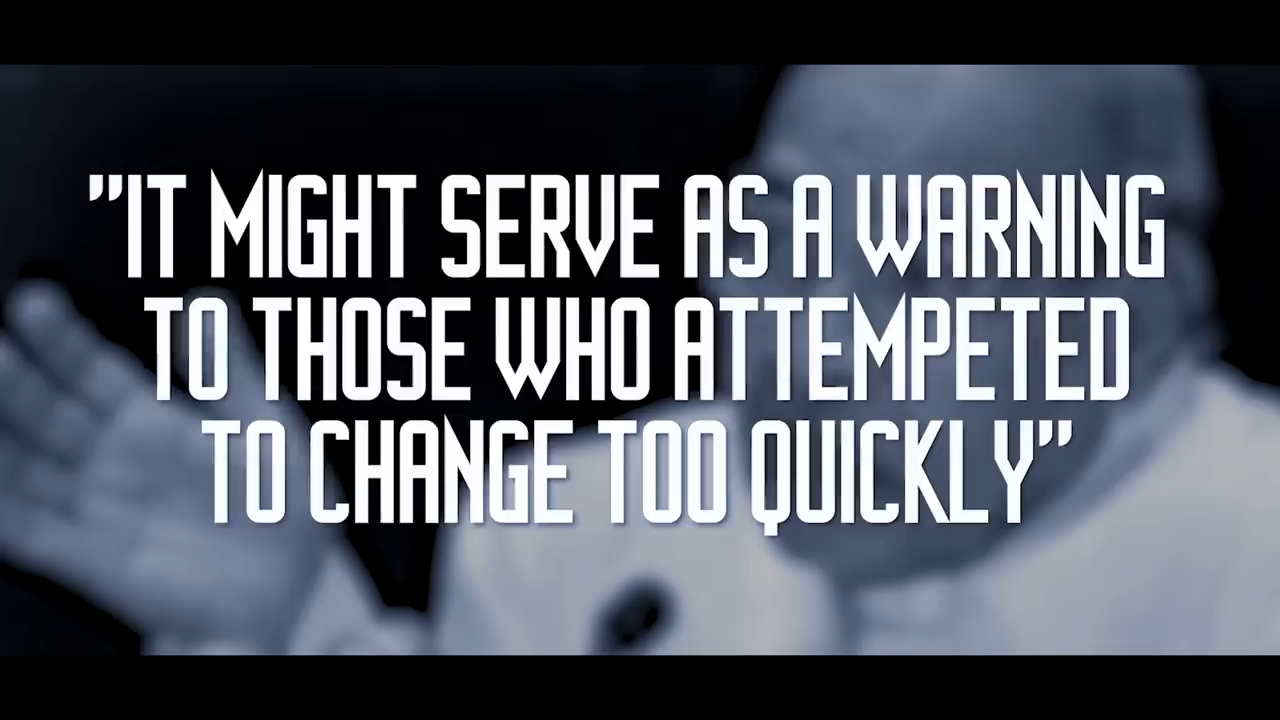 "IT MIGHT SERVE AS A WARNING
TO THOSE WHO ATTEMPETED
TO CHANGE TOO QUICKLY"